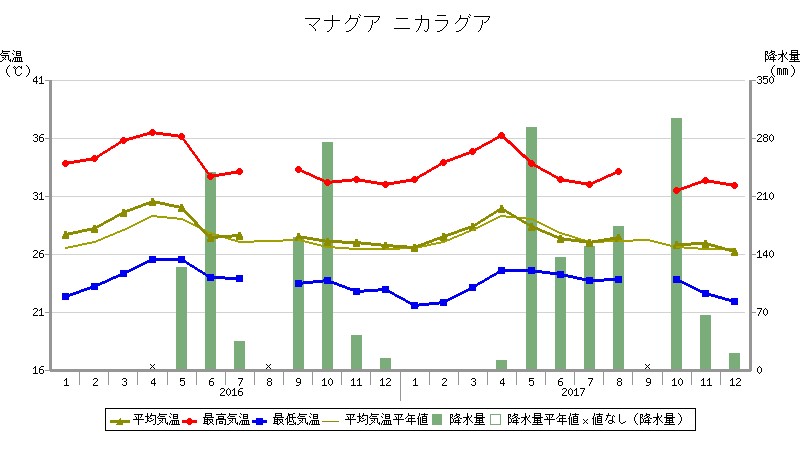 マナグア ニカラグア
気温 降水量
(℃) (mm)
41 350
36 280
31 210
26 140
21 70
16 0
× × ×
1 2 3 4 5 6 7 8 9 10 11 12 1 2 3 4 5 6 7 8 9 10 11 12
2016 2017
平均気温 最高気温 最低気温 平均気温平年値 降水量 降水量平年値 × 値なし(降水量)